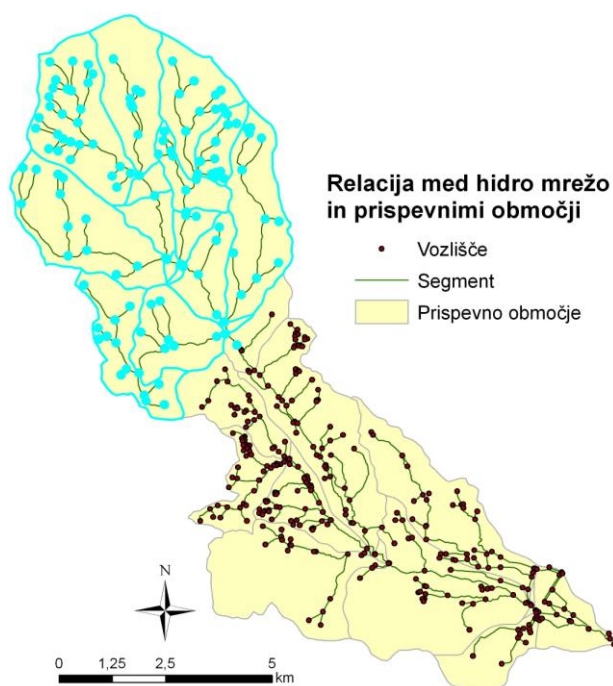 Relacija med hidro mrežo
in prispevnimi območji
Vozlišče
Segment
Prispevno območje
N
0 1,25 2,5 5
km